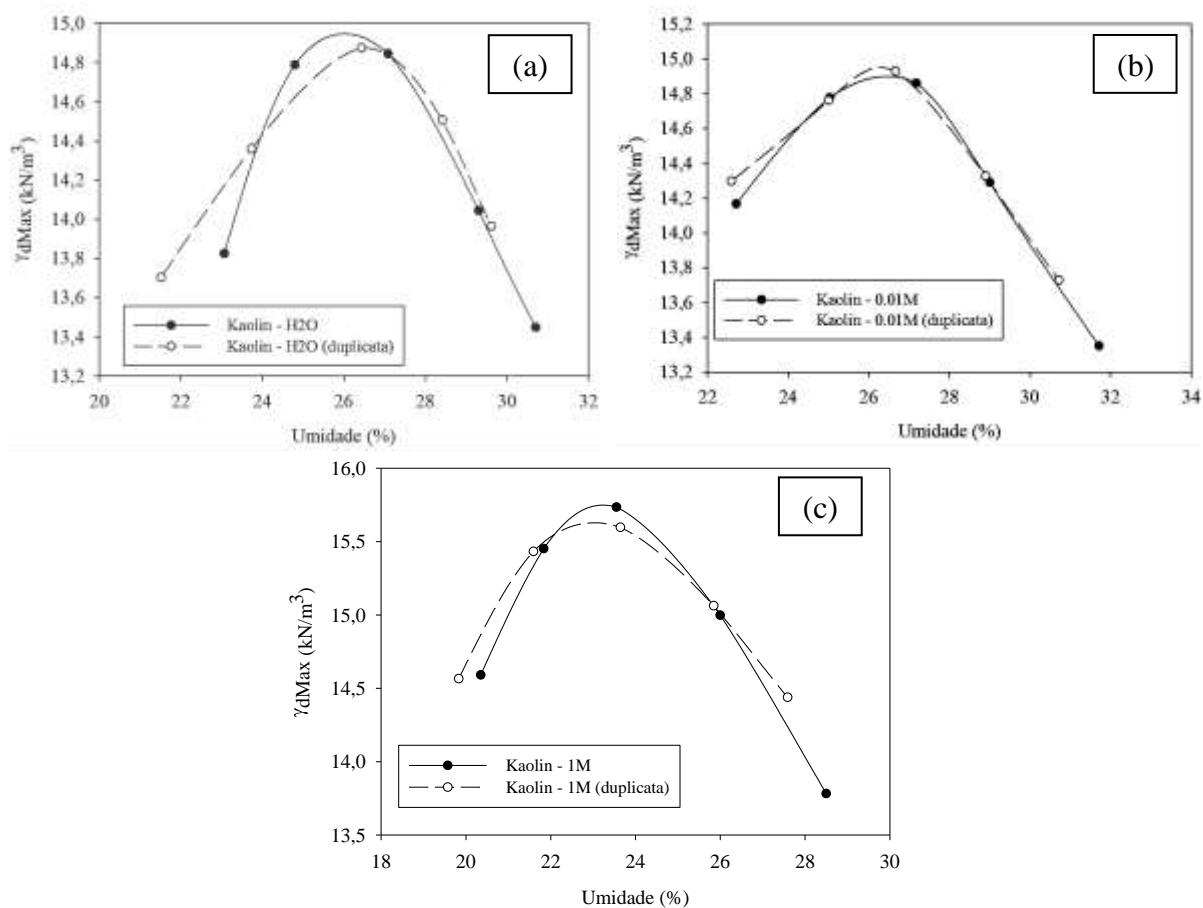 15,0
14,8
14,6
14,4
14,2
14,0
13,8
13,6
13,4
13,2
γdMax (kN/m³)
(a)
Kaolin - H2O
Kaolin - H2O (duplicata)
20 22 24 26 28 30 32
Umidade (%)
15,2
15,0
14,8
14,6
14,4
14,2
14,0
13,8
13,6
13,4
13,2
γdMax (kN/m³)
(b)
Kaolin - 0.01M
Kaolin - 0.01M (duplicata)
22 24 26 28 30 32 34
Umidade (%)
16,0
15,5
15,0
14,5
14,0
13,5
γdMax (kN/m³)
(c)
Kaolin - 1M
Kaolin - 1M (duplicata)
18 20 22 24 26 28 30
Umidade (%)